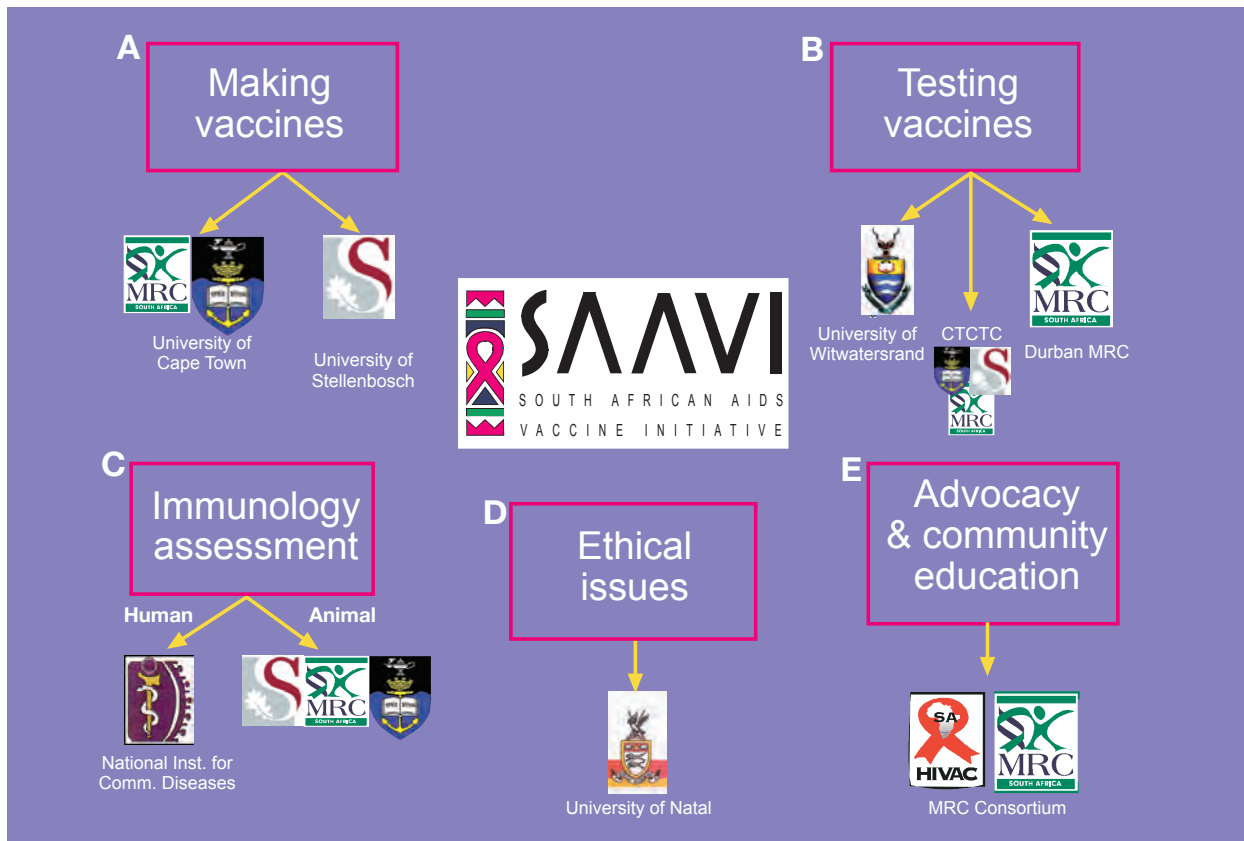 A
Making
vaccines
MRC
SOUTH AFRICA
University of
Cape Town
S
University of
Stellenbosch
B
Testing
vaccines
University of
Witwatersrand
CTCTC
S
MRC
SOUTH AFRICA
MRC
SOUTH AFRICA
Durban MRC
SAAVI
SOUTH AFRICAN AIDS
VACCINE INITIATIVE
C
Immunology
assessment
Human
Animal
National Inst. for
Comm. Diseases
S
MRC
SOUTH AFRICA
D
Ethical
issues
University of Natal
E
Advocacy
& community
education
SA
HIVAC
MRC
SOUTH AFRICA
MRC Consortium